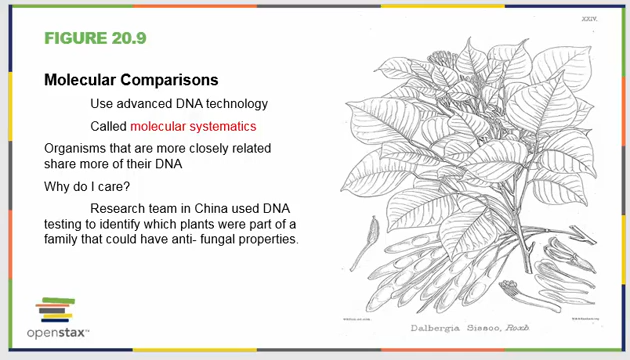 XXIV.
FIGURE 20.9
Molecular Comparisons
Use advanced DNA technology
Called molecular systematics
Organisms that are more closely related
share more of their DNA
Why do I care?
Research team in China used DNA
testing to identify which plants were part of a
family that could have anti- fungal properties.
openstax™
Dalbergia Sissoo, Roxb